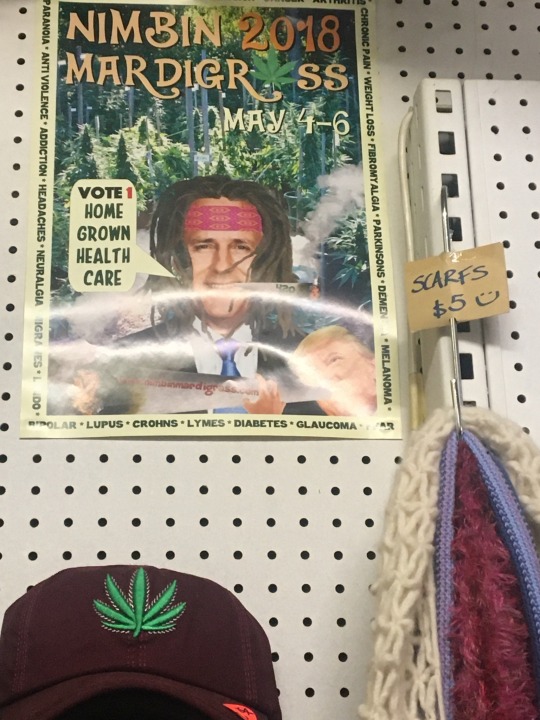 NIMBIN 2018
MARDIGR SS
MAY 4-6
VOTE 1
HOME
GROWN
HEALTH
CARE
PARANOIA * ANTI VIOLENCE * ADDICTION * HEADACHES * NEURALGIA
CHRONIC PAIN * WEIGHT LOSS * FIBROMYALGIA * PARKINSONS * MELANOMA *
ARTHRITIS
BIPOLAR * LUPUS * CROHNS * LYMES * DIABETES * GLAUCOMA *
SCARFS
$5